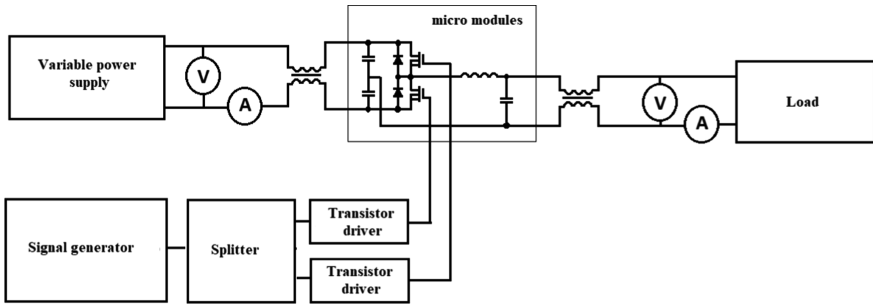 micro modules
Variable power
supply
V
A
V
A
Load
Signal generator
Splitter
Transistor
driver
Transistor
driver